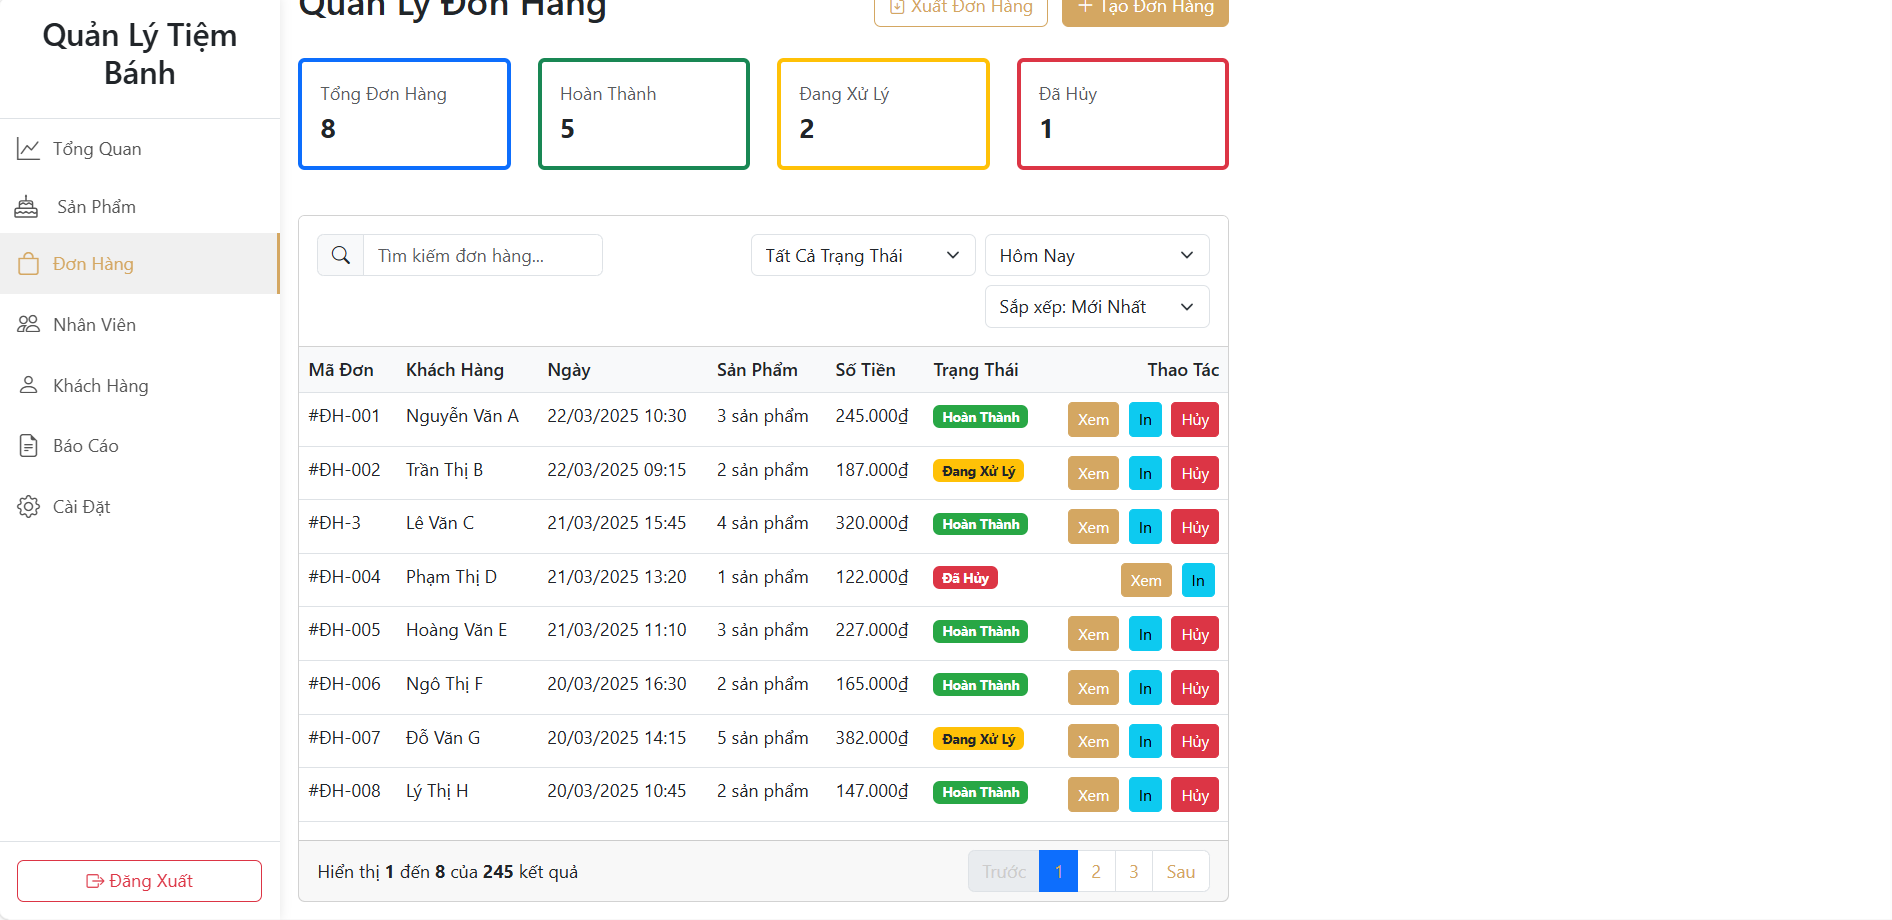 Quản Lý Tiệm
Bánh
Tổng Quan
Sản Phẩm
Đơn Hàng
Nhân Viên
Khách Hàng
Báo Cáo
Cài Đặt
Đăng Xuất
Quản Lý Đơn Hàng
Xuất Đơn Hàng
+ Tạo Đơn Hàng
Tổng Đơn Hàng
8
Hoàn Thành
5
Đang Xử Lý
2
Đã Hủy
1
Tìm kiếm đơn hàng...
Tất Cả Trạng Thái
Hôm Nay
Sắp xếp: Mới Nhất
Mã Đơn Khách Hàng Ngày Sản Phẩm Số Tiền Trạng Thái Thao Tác
#ĐH-001 Nguyễn Văn A 22/03/2025 10:30 3 sản phẩm 245.000₫ Hoàn Thành Xem In Hủy
#ĐH-002 Trần Thị B 22/03/2025 09:15 2 sản phẩm 187.000₫ Đang Xử Lý Xem In Hủy
#ĐH-3 Lê Văn C 21/03/2025 15:45 4 sản phẩm 320.000₫ Hoàn Thành Xem In Hủy
#ĐH-004 Phạm Thị D 21/03/2025 13:20 1 sản phẩm 122.000₫ Đã Hủy Xem In
#ĐH-005 Hoàng Văn E 21/03/2025 11:10 3 sản phẩm 227.000₫ Hoàn Thành Xem In Hủy
#ĐH-006 Ngô Thị F 20/03/2025 16:30 2 sản phẩm 165.000₫ Hoàn Thành Xem In Hủy
#ĐH-007 Đỗ Văn G 20/03/2025 14:15 5 sản phẩm 382.000₫ Đang Xử Lý Xem In Hủy
#ĐH-008 Lý Thị H 20/03/2025 10:45 2 sản phẩm 147.000₫ Hoàn Thành Xem In Hủy
Hiển thị 1 đến 8 của 245 kết quả
Trước 1 2 3 Sau